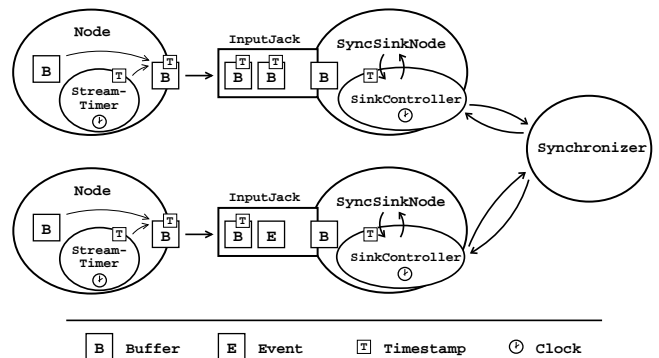 Node
InputJack
SyncSinkNode
B
T
B
T
B
T
B
T
B
B
T
Stream-
Timer
SinkController
Synchronizer
Node
InputJack
SyncSinkNode
B
T
B
T
B
T
E
B
T
Stream-
Timer
SinkController
B Buffer
E Event
T Timestamp
Clock